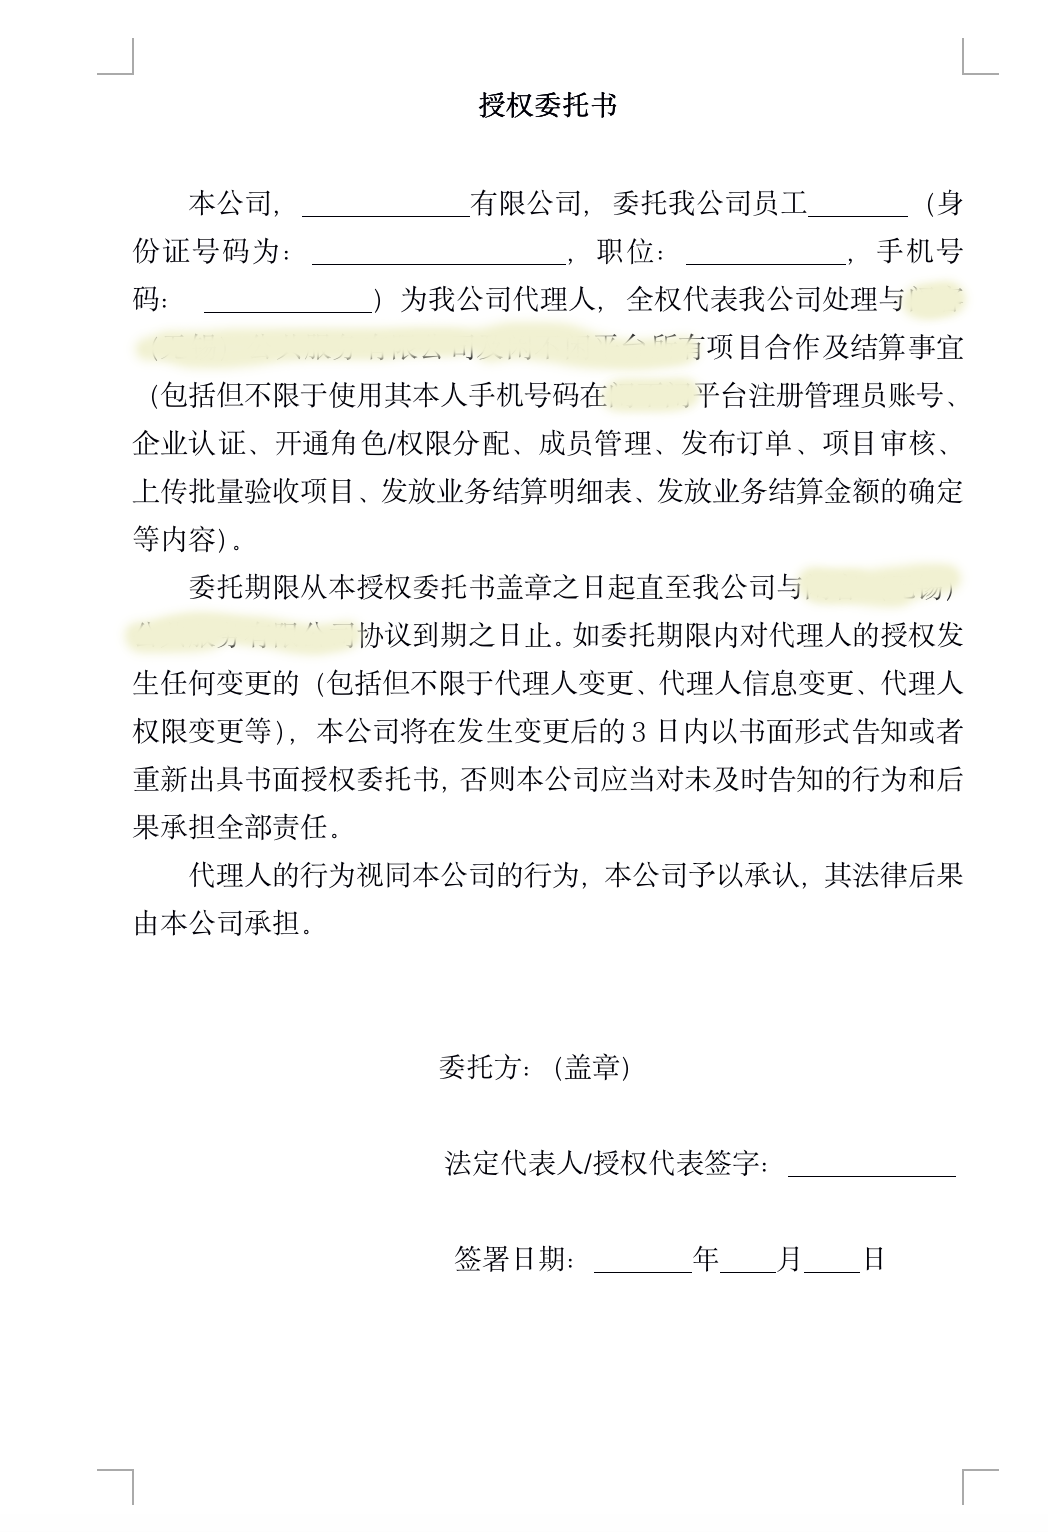 授权委托书
本公司，____________有限公司，委托我公司员工_______（身
份证号码为：__________________，职位：___________，手机号
码：____________）为我公司代理人，全权代表我公司处理与
项目合作及结算事宜
（包括但不限于使用其本人手机号码在平台注册管理员账号、
企业认证、开通角色/权限分配、成员管理、发布订单、项目审核、
上传批量验收项目、发放业务结算明细表、发放业务结算金额的确定
等内容）。
委托期限从本授权委托书盖章之日起直至我公司与
协议到期之日止。如委托期限内对代理人的授权发
生任何变更的（包括但不限于代理人变更、代理人信息变更、代理人
权限变更等），本公司将在发生变更后的 3 日内以书面形式告知或者
重新出具书面授权委托书，否则本公司应当对未及时告知的行为和后
果承担全部责任。
代理人的行为视同本公司的行为，本公司予以承认，其法律后果
由本公司承担。
委托方：（盖章）
法定代表人/授权代表签字：____________
签署日期：_______年____月____日